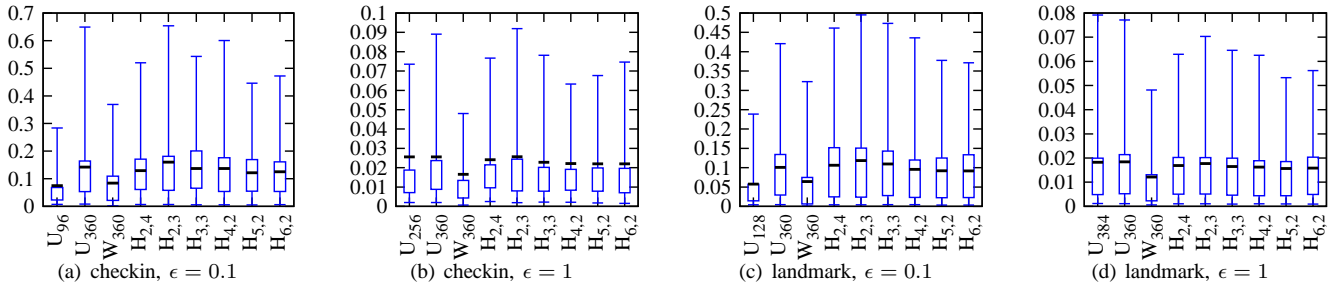 0.7
0.6
0.5
0.4
0.3
0.2
0.1
0
U96
U360
W360
H2,4
H2,3
H3,3
H4,2
H5,2
H6,2
(a) checkin, ϵ = 0.1
0.1
0.09
0.08
0.07
0.06
0.05
0.04
0.03
0.02
0.01
0
U256
U360
W360
H2,4
H2,3
H3,3
H4,2
H5,2
H6,2
(b) checkin, ϵ = 1
0.5
0.45
0.4
0.35
0.3
0.25
0.2
0.15
0.1
0.05
0
U128
U360
W360
H2,4
H2,3
H3,3
H4,2
H5,2
H6,2
(c) landmark, ϵ = 0.1
0.08
0.07
0.06
0.05
0.04
0.03
0.02
0.01
0
U384
U360
W360
H2,4
H2,3
H3,3
H4,2
H5,2
H6,2
(d) landmark, ϵ = 1